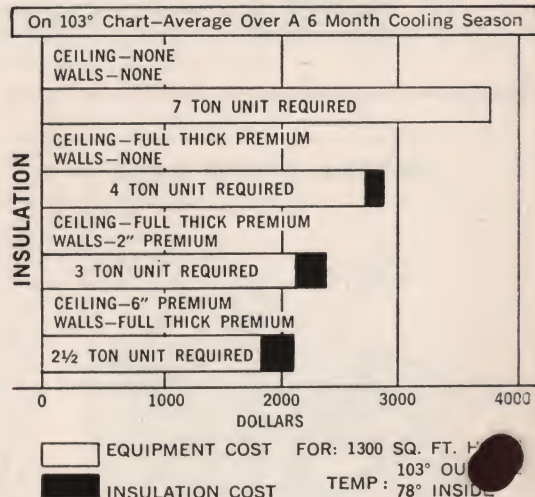 On 103° Chart—Average Over A 6 Month Cooling Season
CEILING—NONE
WALLS—NONE
7 TON UNIT REQUIRED
CEILING—FULL THICK PREMIUM
WALLS—NONE
4 TON UNIT REQUIRED
CEILING—FULL THICK PREMIUM
WALLS—2" PREMIUM
3 TON UNIT REQUIRED
CEILING—6" PREMIUM
WALLS—FULL THICK PREMIUM
2½ TON UNIT REQUIRED
INSULATION
0 1000 2000 3000 4000
DOLLARS
EQUIPMENT COST
INSULATION COST
FOR: 1300 SQ. FT.
103°
TEMP: 78°